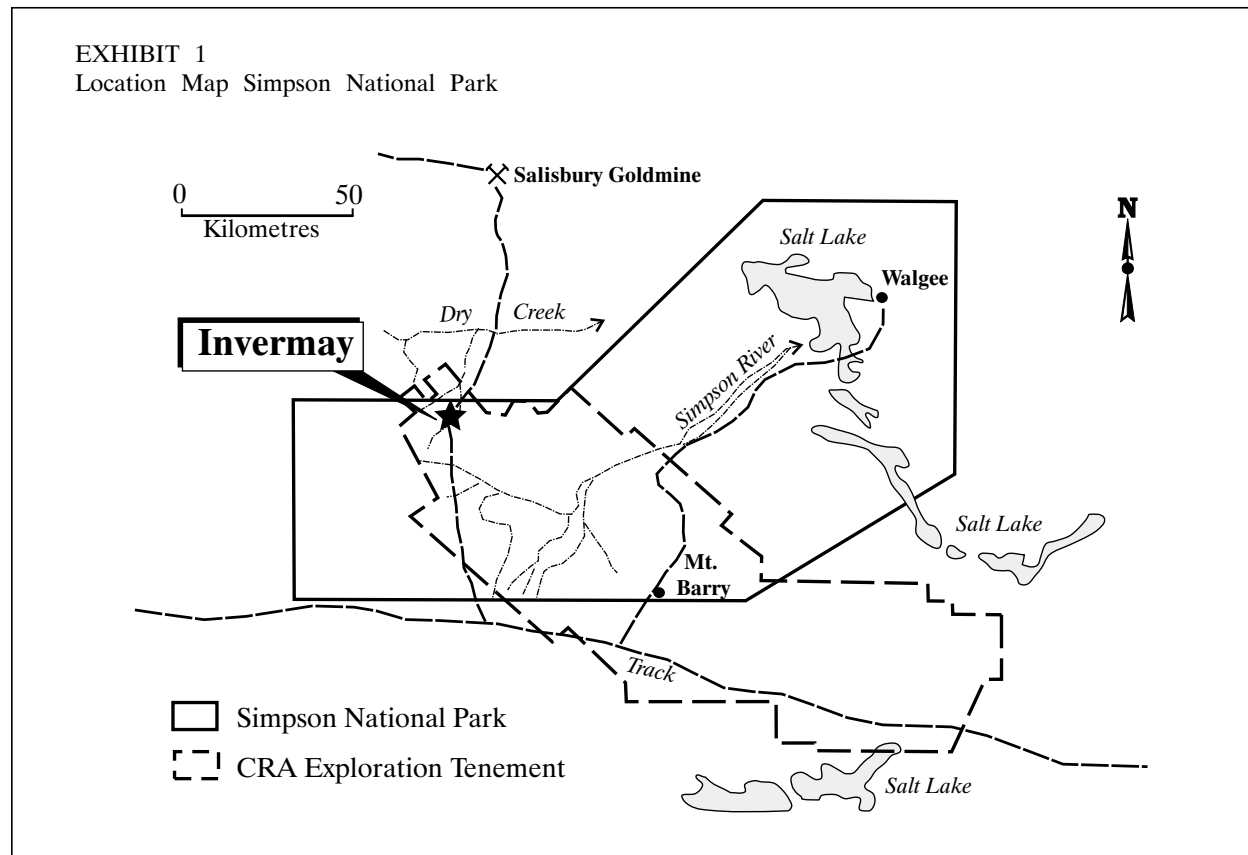 EXHIBIT 1
Location Map Simpson National Park
Salisbury Goldmine
0 50
Kilometres
N
Salt Lake
Walgee
Dry Creek
Invermay
Simpson River
Salt Lake
Mt.
Barry
Track
Simpson National Park
CRA Exploration Tenement
Salt Lake